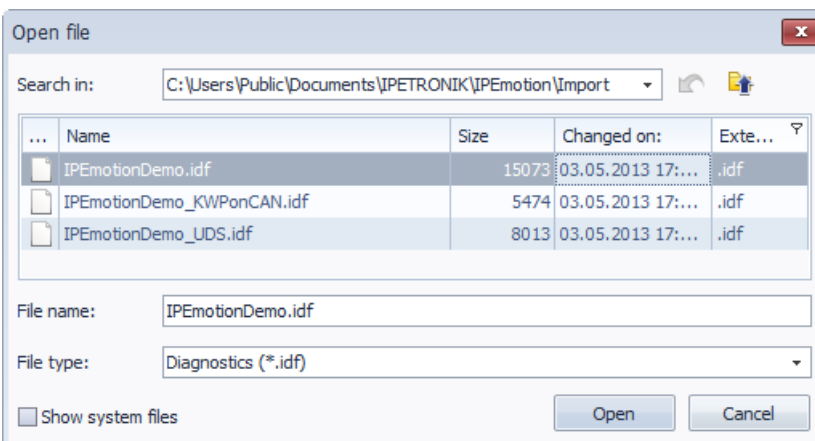 Open file
Search in: C:\Users\Public\Documents\IPETRONIK\IPEmotion\Import
... Name Size Changed on: Exte...
IPEmotionDemo.idf 15073 03.05.2013 17:... .idf
IPEmotionDemo_KWPonCAN.idf 5474 03.05.2013 17:... .idf
IPEmotionDemo_UDS.idf 8013 03.05.2013 17:... .idf
File name: IPEmotionDemo.idf
File type: Diagnostics (*.idf)
Show system files Open Cancel